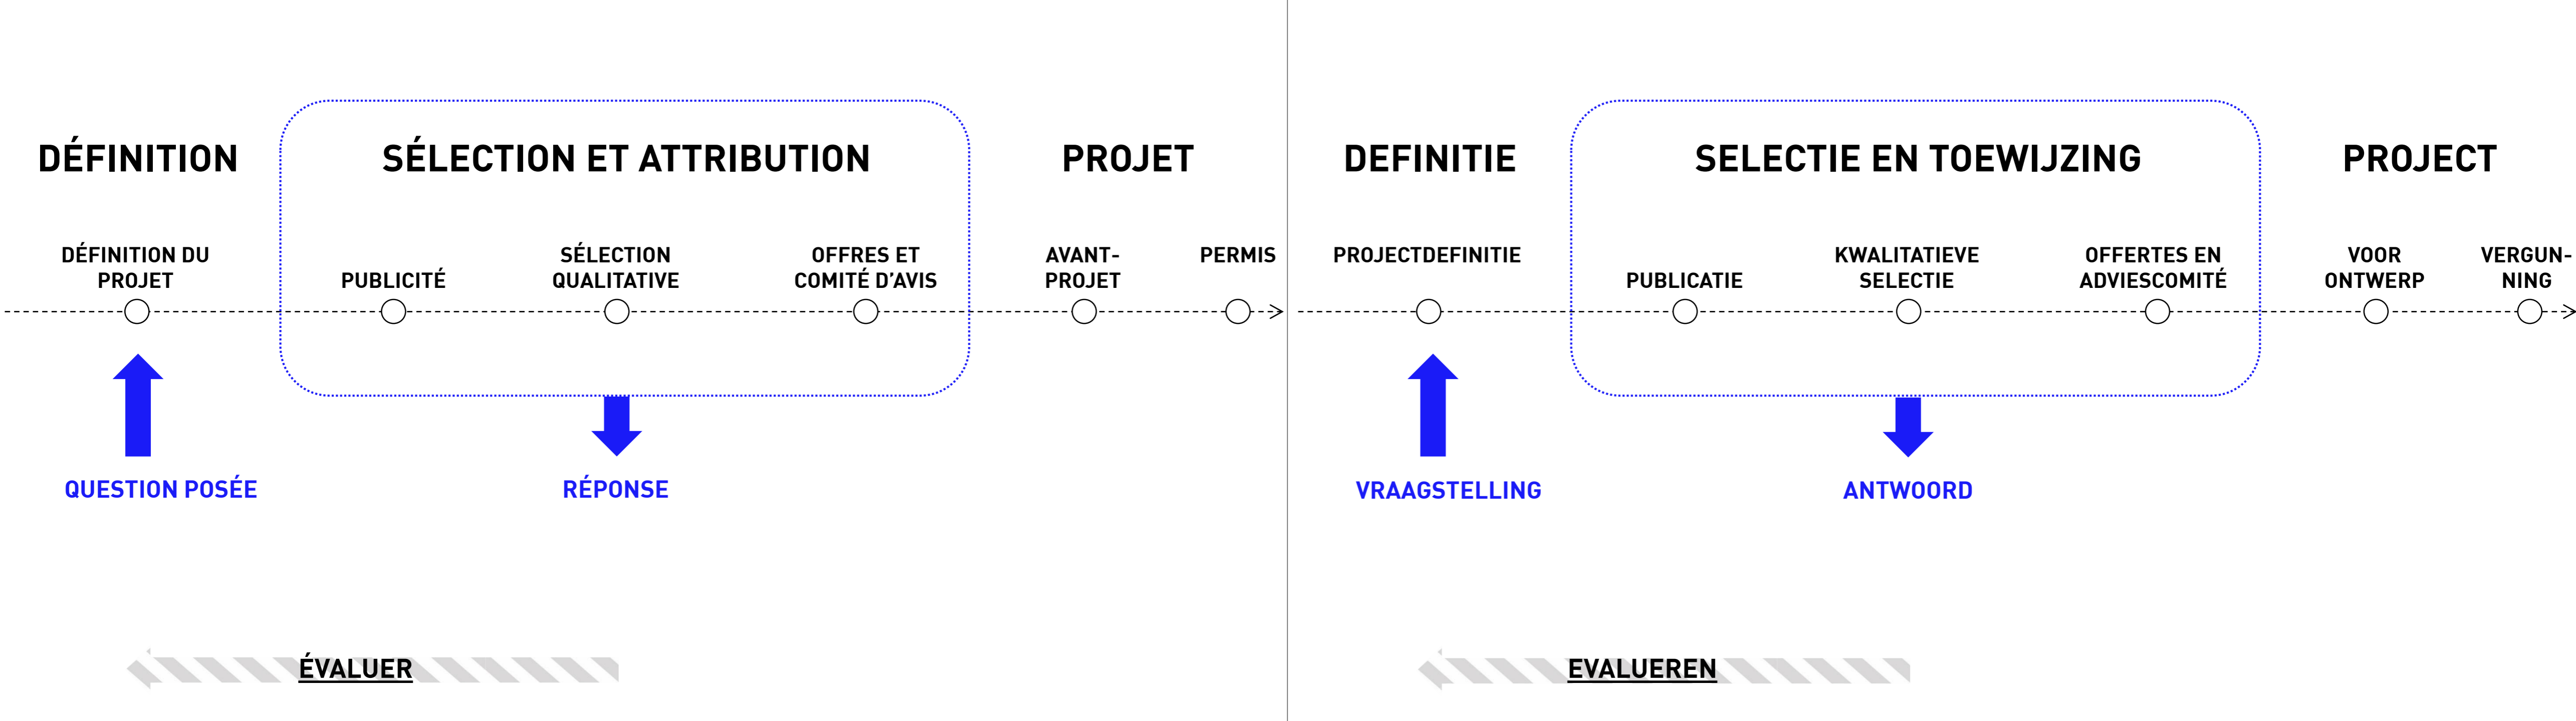 DÉFINITION
SÉLECTION ET ATTRIBUTION
PROJET
DÉFINITION DU
PROJET
PUBLICITÉ
SÉLECTION
QUALITATIVE
OFFRES ET
COMITÉ D’AVIS
AVANT-
PROJET
PERMIS
QUESTION POSÉE
RÉPONSE
ÉVALUER
DEFINITIE
SELECTIE EN TOEWIJZING
PROJECT
PROJECTDEFINITIE
PUBLICATIE
KWALITATIEVE
SELECTIE
OFFERTES EN
ADVIESCOMITÉ
VOOR
ONTWERP
VERGUN-
NING
VRAAGSTELLING
ANTWOORD
EVALUEREN